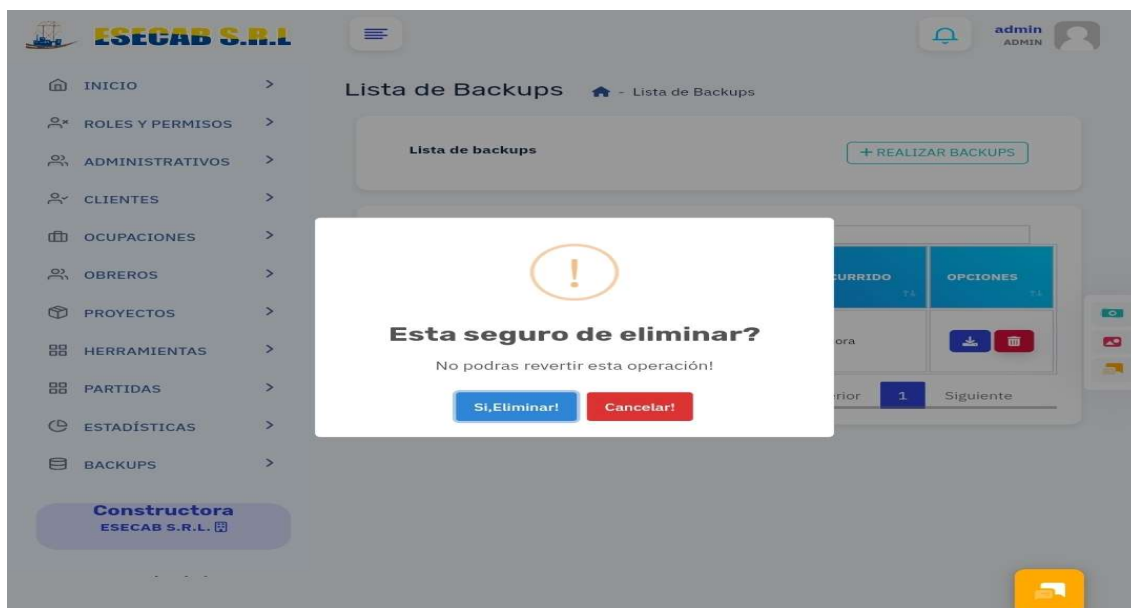 ESECAB S.R.L
admin
ADMIN
INICIO
ROLES Y PERMISOS
ADMINISTRATIVOS
CLIENTES
OCUPACIONES
OBREROS
PROYECTOS
HERRAMIENTAS
PARTIDAS
ESTADÍSTICAS
BACKUPS
Constructora
ESECAB S.R.L.
Lista de Backups - Lista de Backups
Lista de backups
+ REALIZAR BACKUPS
CURRIDO
OPCIONES
ora
Esta seguro de eliminar?
No podras revertir esta operación!
Si,Eliminar!
Cancelar!
rior
1
Siguiente